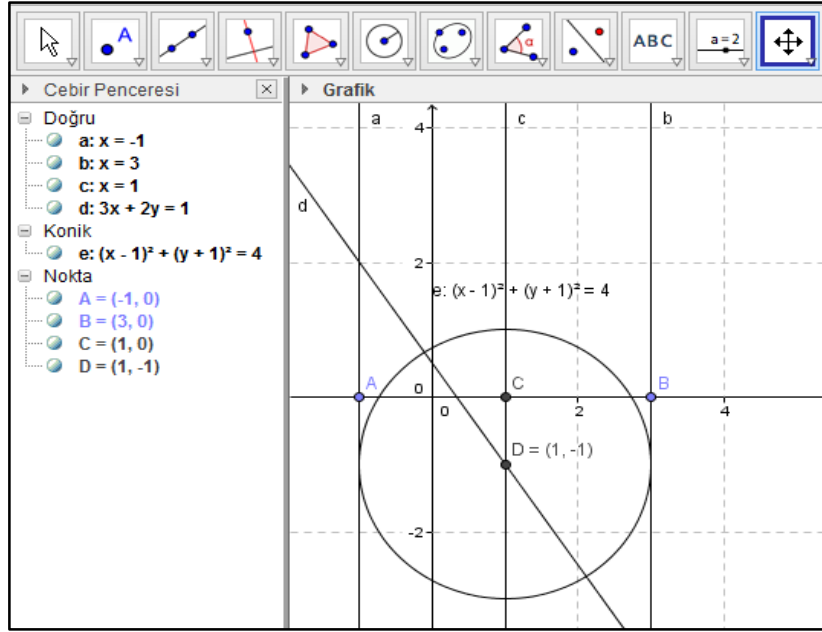 A
α
ABC
a=2
Cebir Penceresi
Grafik
Doğru
a: x = -1
b: x = 3
c: x = 1
d: 3x + 2y = 1
Konik
e: (x - 1)² + (y + 1)² = 4
Nokta
A = (-1, 0)
B = (3, 0)
C = (1, 0)
D = (1, -1)
a
c
b
4
d
2
e: (x - 1)² + (y + 1)² = 4
0
A
C
B
0
2
4
D = (1, -1)
-2